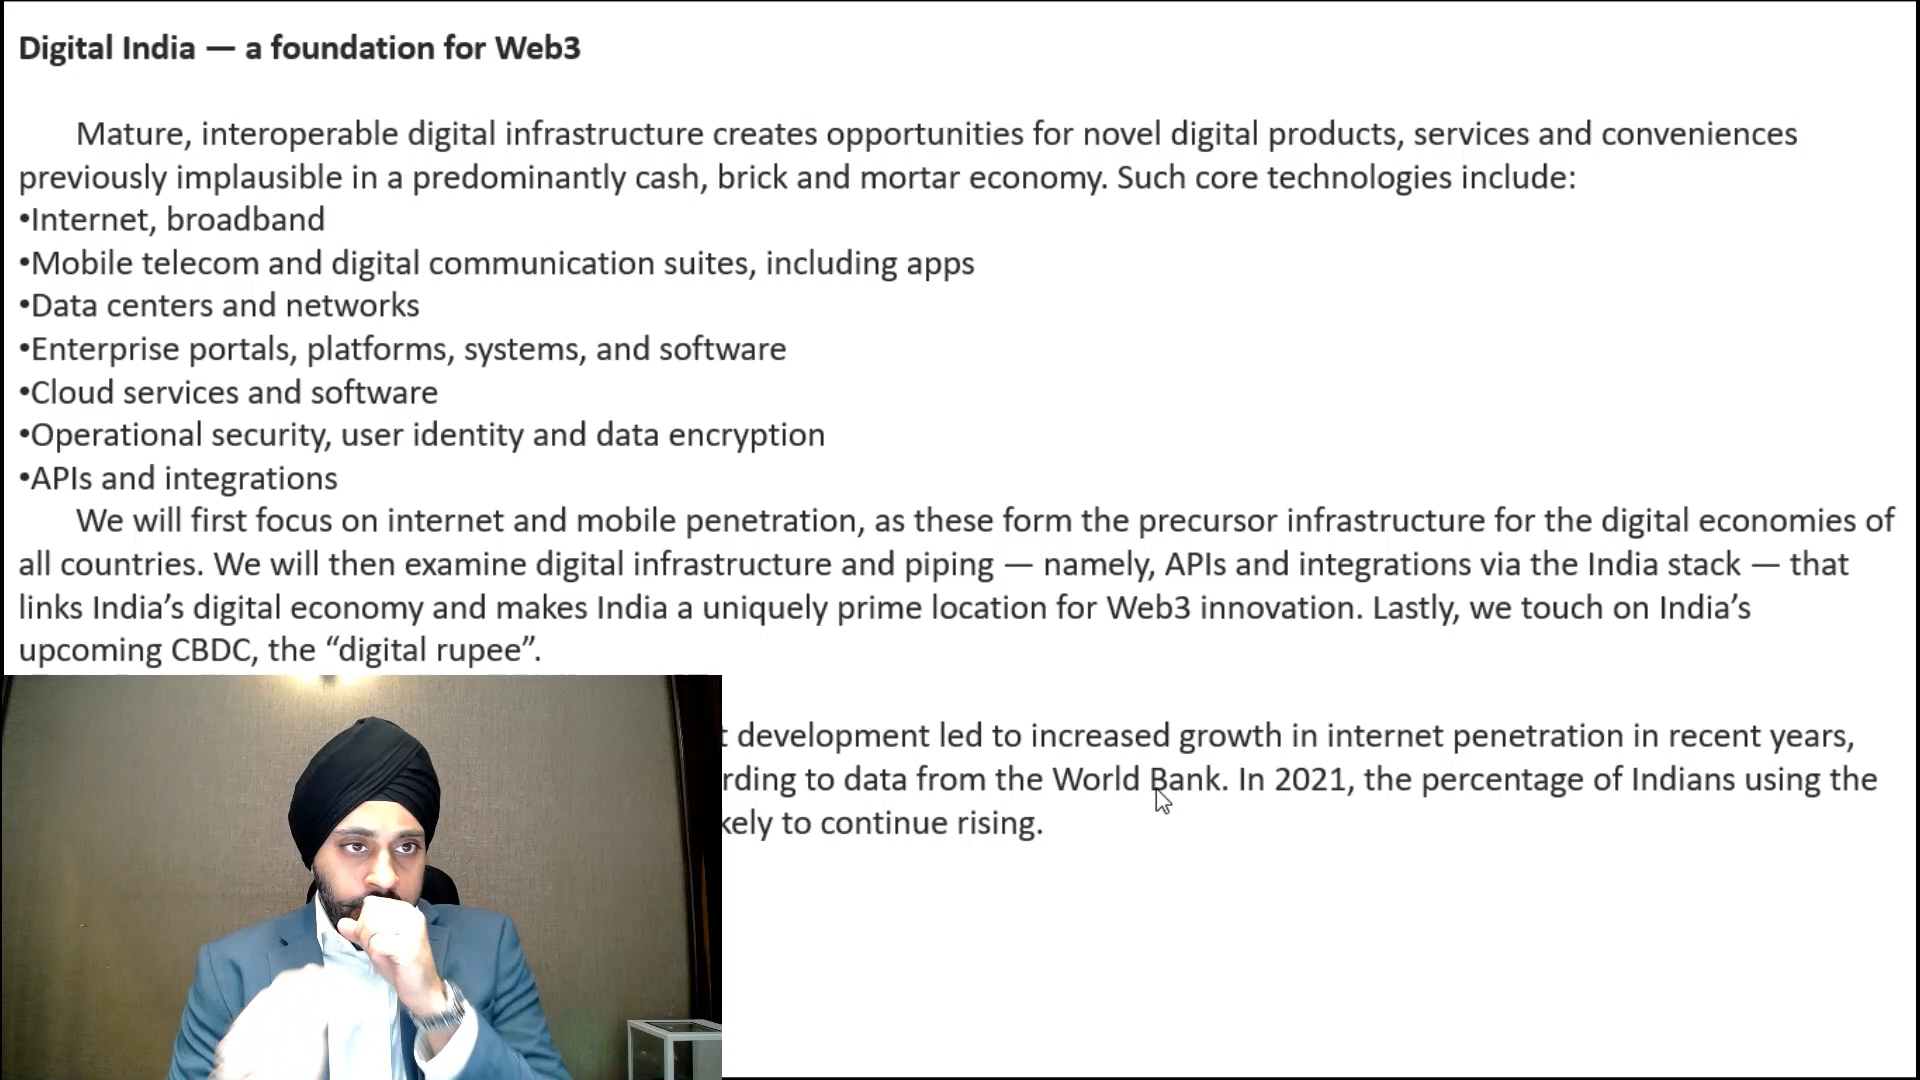 Digital India — a foundation for Web3
Mature, interoperable digital infrastructure creates opportunities for novel digital products, services and conveniences
previously implausible in a predominantly cash, brick and mortar economy. Such core technologies include:
•Internet, broadband
•Mobile telecom and digital communication suites, including apps
•Data centers and networks
•Enterprise portals, platforms, systems, and software
•Cloud services and software
•Operational security, user identity and data encryption
•APIs and integrations
We will first focus on internet and mobile penetration, as these form the precursor infrastructure for the digital economies of
all countries. We will then examine digital infrastructure and piping — namely, APIs and integrations via the India stack — that
links India’s digital economy and makes India a uniquely prime location for Web3 innovation. Lastly, we touch on India’s
upcoming CBDC, the “digital rupee”.
development led to increased growth in internet penetration in recent years,
to data from the World Bank. In 2021, the percentage of Indians using the
to continue rising.